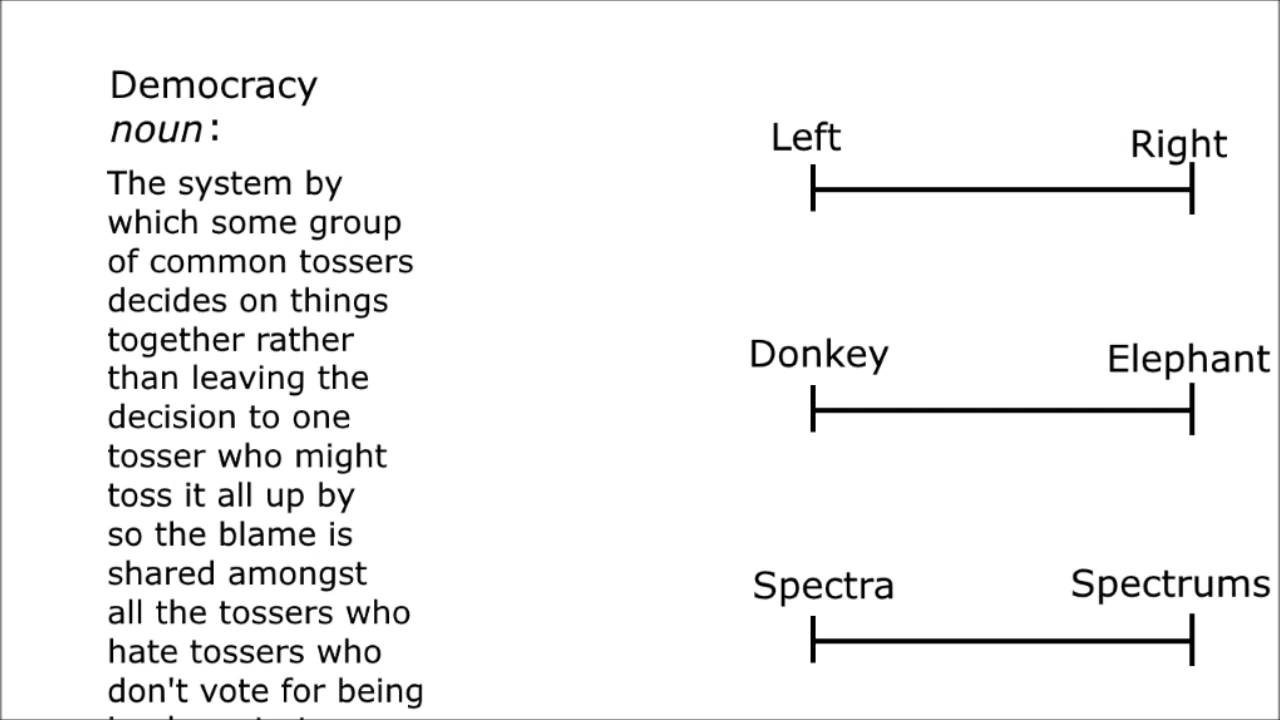 Democracy
noun:
The system by
which some group
of common tossers
decides on things
together rather
than leaving the
decision to one
tosser who might
toss it all up by
so the blame is
shared amongst
all the tossers who
hate tossers who
don't vote for being
Left
Right
Donkey
Elephant
Spectra
Spectrums